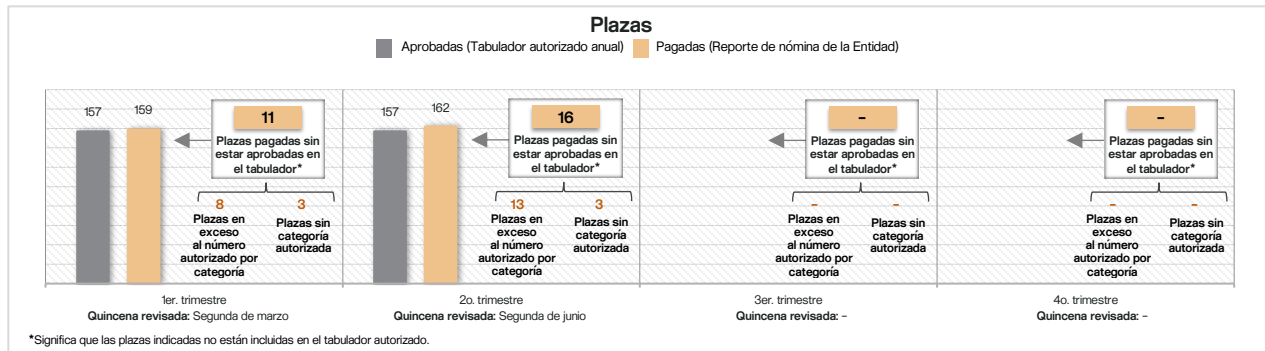 Plazas
Aprobadas (Tabulador autorizado anual) Pagadas (Reporte de nómina de la Entidad)
157
159
11
Plazas pagadas sin
estar aprobadas en
el tabulador*
8
Plazas en
exceso
al número
autorizado por
categoría
3
Plazas sin
categoría
autorizada
1er. trimestre
Quincena revisada: Segunda de marzo
157
162
16
Plazas pagadas sin
estar aprobadas en
el tabulador*
13
Plazas en
exceso
al número
autorizado por
categoría
3
Plazas sin
categoría
autorizada
2o. trimestre
Quincena revisada: Segunda de junio
-
Plazas pagadas sin
estar aprobadas en
el tabulador*
-
Plazas en
exceso
al número
autorizado por
categoría
-
Plazas sin
categoría
autorizada
3er. trimestre
Quincena revisada: -
-
Plazas pagadas sin
estar aprobadas en
el tabulador*
-
Plazas en
exceso
al número
autorizado por
categoría
-
Plazas sin
categoría
autorizada
4o. trimestre
Quincena revisada: -
*Significa que las plazas indicadas no están incluidas en el tabulador autorizado.